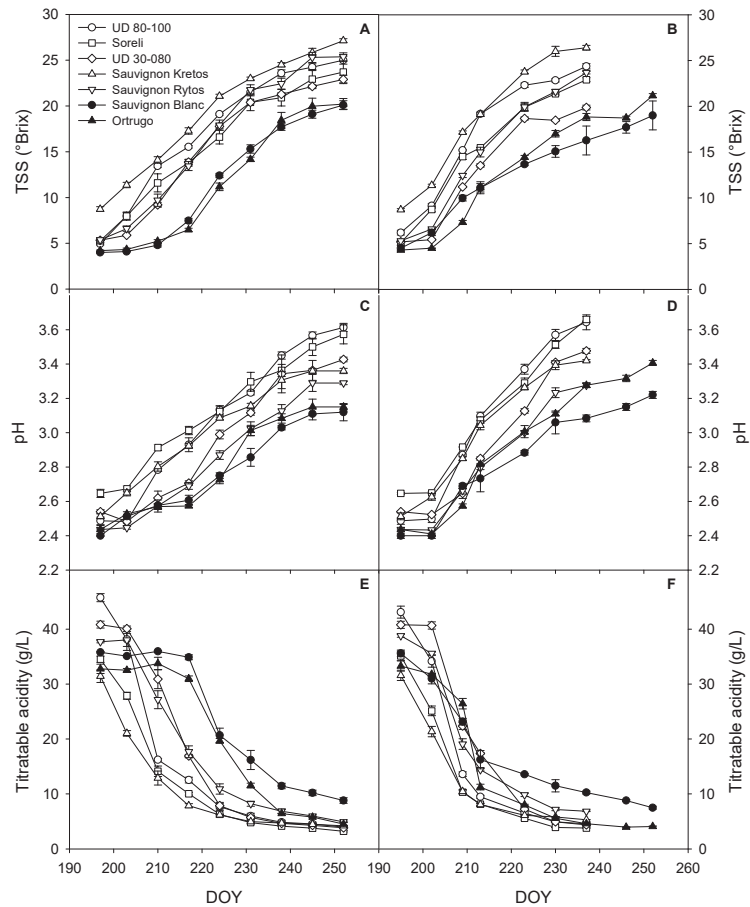 UD 80-100
Soreli
UD 30-080
Sauvignon Kretos
Sauvignon Rytos
Sauvignon Blanc
Ortrugo
A
B
30
25
20
15
10
5
0
TSS (°Brix)
30
25
20
15
10
5
0
TSS (°Brix)
C
D
3.6
3.4
3.2
3.0
2.8
2.6
2.4
2.2
pH
3.6
3.4
3.2
3.0
2.8
2.6
2.4
2.2
pH
E
F
40
30
20
10
0
Titratable acidity (g/L)
40
30
20
10
0
Titratable acidity (g/L)
190 200 210 220 230 240 250 190 200 210 220 230 240 250 260
DOY DOY